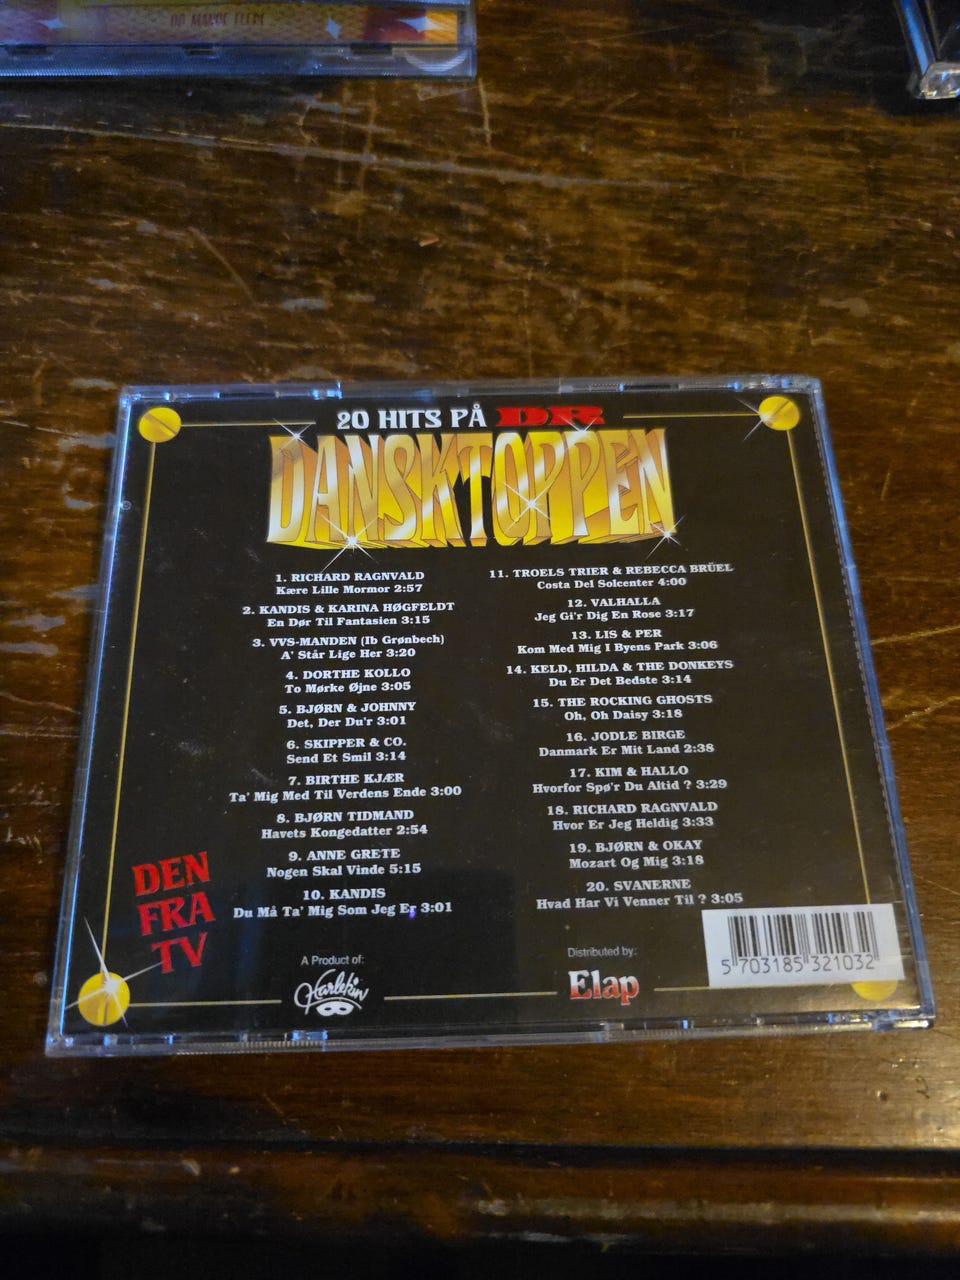 OG MANGE FLERE
20 HITS PÅ DR
DANSKTOPPEN
1. RICHARD RAGNVALD
Kære Lille Mormor 2:57
2. KANDIS & KARINA HØGFELDT
En Dør Til Fantasien 3:15
3. VVS-MANDEN (Ib Grønbech)
A' Står Lige Her 3:20
4. DORTHE KOLLO
To Mørke Øjne 3:05
5. BJØRN & JOHNNY
Det, Der Du'r 3:01
6. SKIPPER & CO.
Send Et Smil 3:14
7. BIRTHE KJÆR
Ta' Mig Med Til Verdens Ende 3:00
8. BJØRN TIDMAND
Havets Kongedatter 2:54
9. ANNE GRETE
Nogen Skal Vinde 5:15
10. KANDIS
Du Må Ta' Mig Som Jeg Er 3:01
11. TROELS TRIER & REBECCA BRÜEL
Costa Del Solcenter 4:00
12. VALHALLA
Jeg Gi'r Dig En Rose 3:17
13. LIS & PER
Kom Med Mig I Byens Park 3:06
14. KELD, HILDA & THE DONKEYS
Du Er Det Bedste 3:14
15. THE ROCKING GHOSTS
Oh, Oh Daisy 3:18
16. JODLE BIRGE
Danmark Er Mit Land 2:38
17. KIM & HALLO
Hvorfor Spø'r Du Altid ? 3:29
18. RICHARD RAGNVALD
Hvor Er Jeg Heldig 3:33
19. BJØRN & OKAY
Mozart Og Mig 3:18
20. SVANERNE
Hvad Har Vi Venner Til ? 3:05
DEN
FRA
TV
A Product of:
Harlekin
Distributed by:
Elap
5 703185 321032